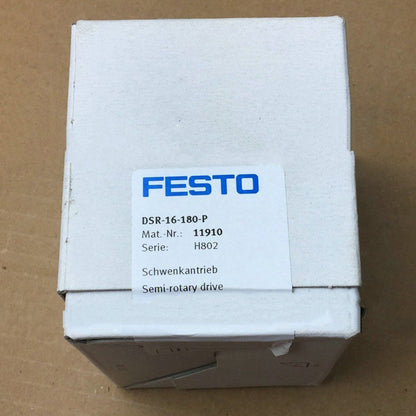 FESTO
DSR-16-180-P
Mat.-Nr.: 11910
Serie: H802
Schwenkantrieb
Semi-rotary drive